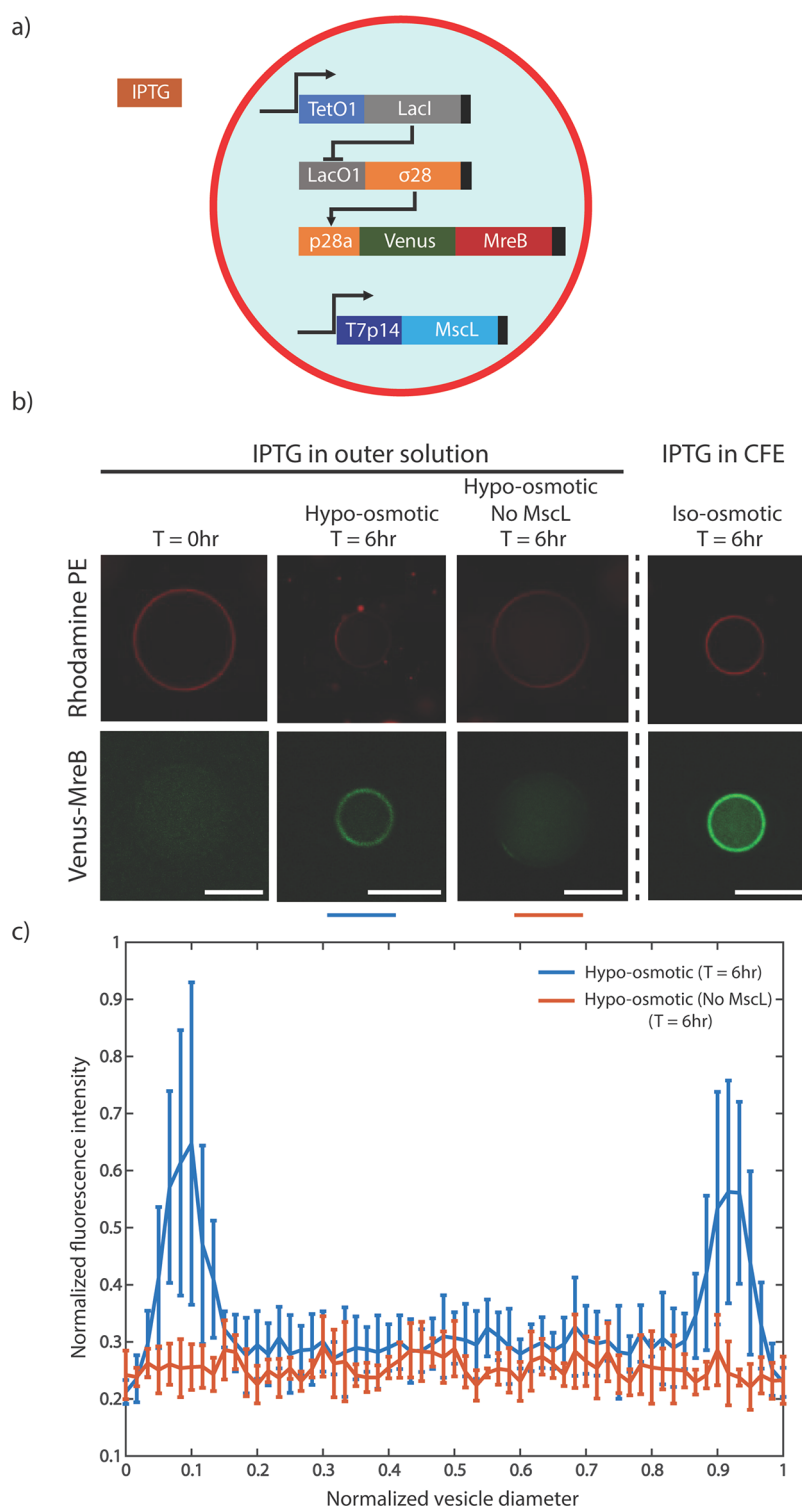 a)
IPTG
TetO1 LacI
LacO1 σ28
p28a Venus MreB
T7p14 MscL
b)
IPTG in outer solution
IPTG in CFE
T = 0hr
Hypo-osmotic
T = 6hr
Hypo-osmotic
No MscL
T = 6hr
Iso-osmotic
T = 6hr
Rhodamine PE
Venus-MreB
c)
Normalized fluorescence intensity
1
0.9
0.8
0.7
0.6
0.5
0.4
0.3
0.2
0.1
Hypo-osmotic (T = 6hr)
Hypo-osmotic (No MscL)
(T = 6hr)
0 0.1 0.2 0.3 0.4 0.5 0.6 0.7 0.8 0.9 1
Normalized vesicle diameter